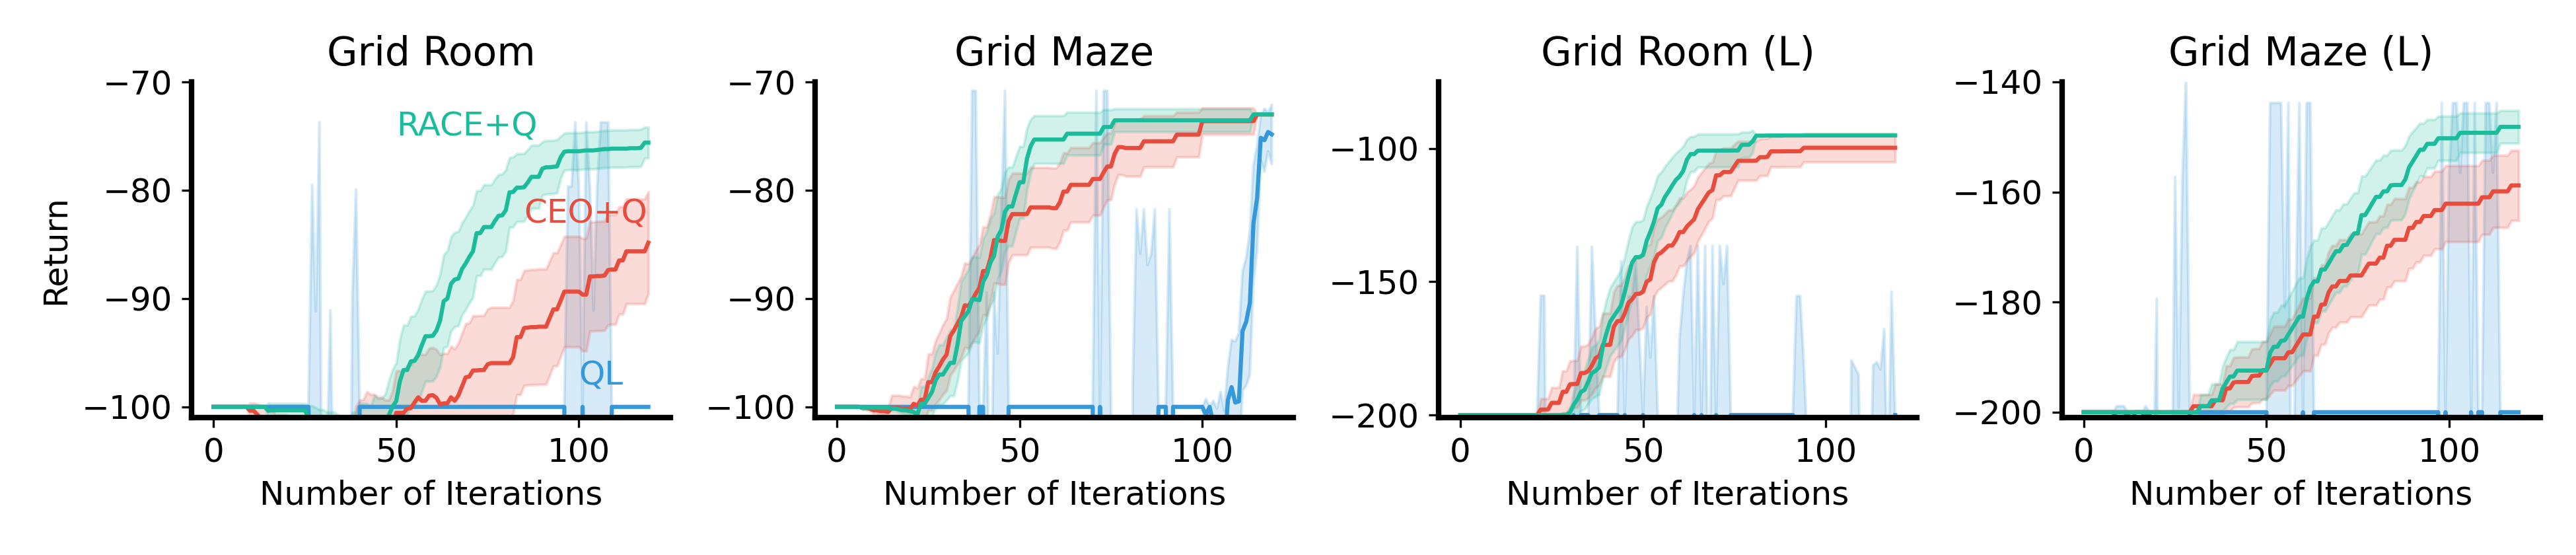 Grid Room
−70
−80
−90
−100
Return
RACE+Q
CEO+Q
QL
0 50 100
Number of Iterations
Grid Maze
−70
−80
−90
−100
0 50 100
Number of Iterations
Grid Room (L)
−100
−150
−200
0 50 100
Number of Iterations
Grid Maze (L)
−140
−160
−180
−200
0 50 100
Number of Iterations